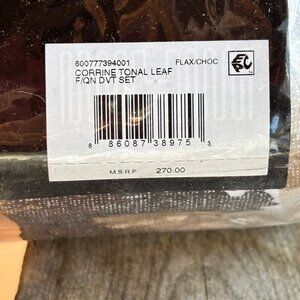 600777394001 FLAX/CHOC
CORRINE TONAL LEAF
F/QN DVT SET
8 86087 38975 3
M.S.R.P 270.00